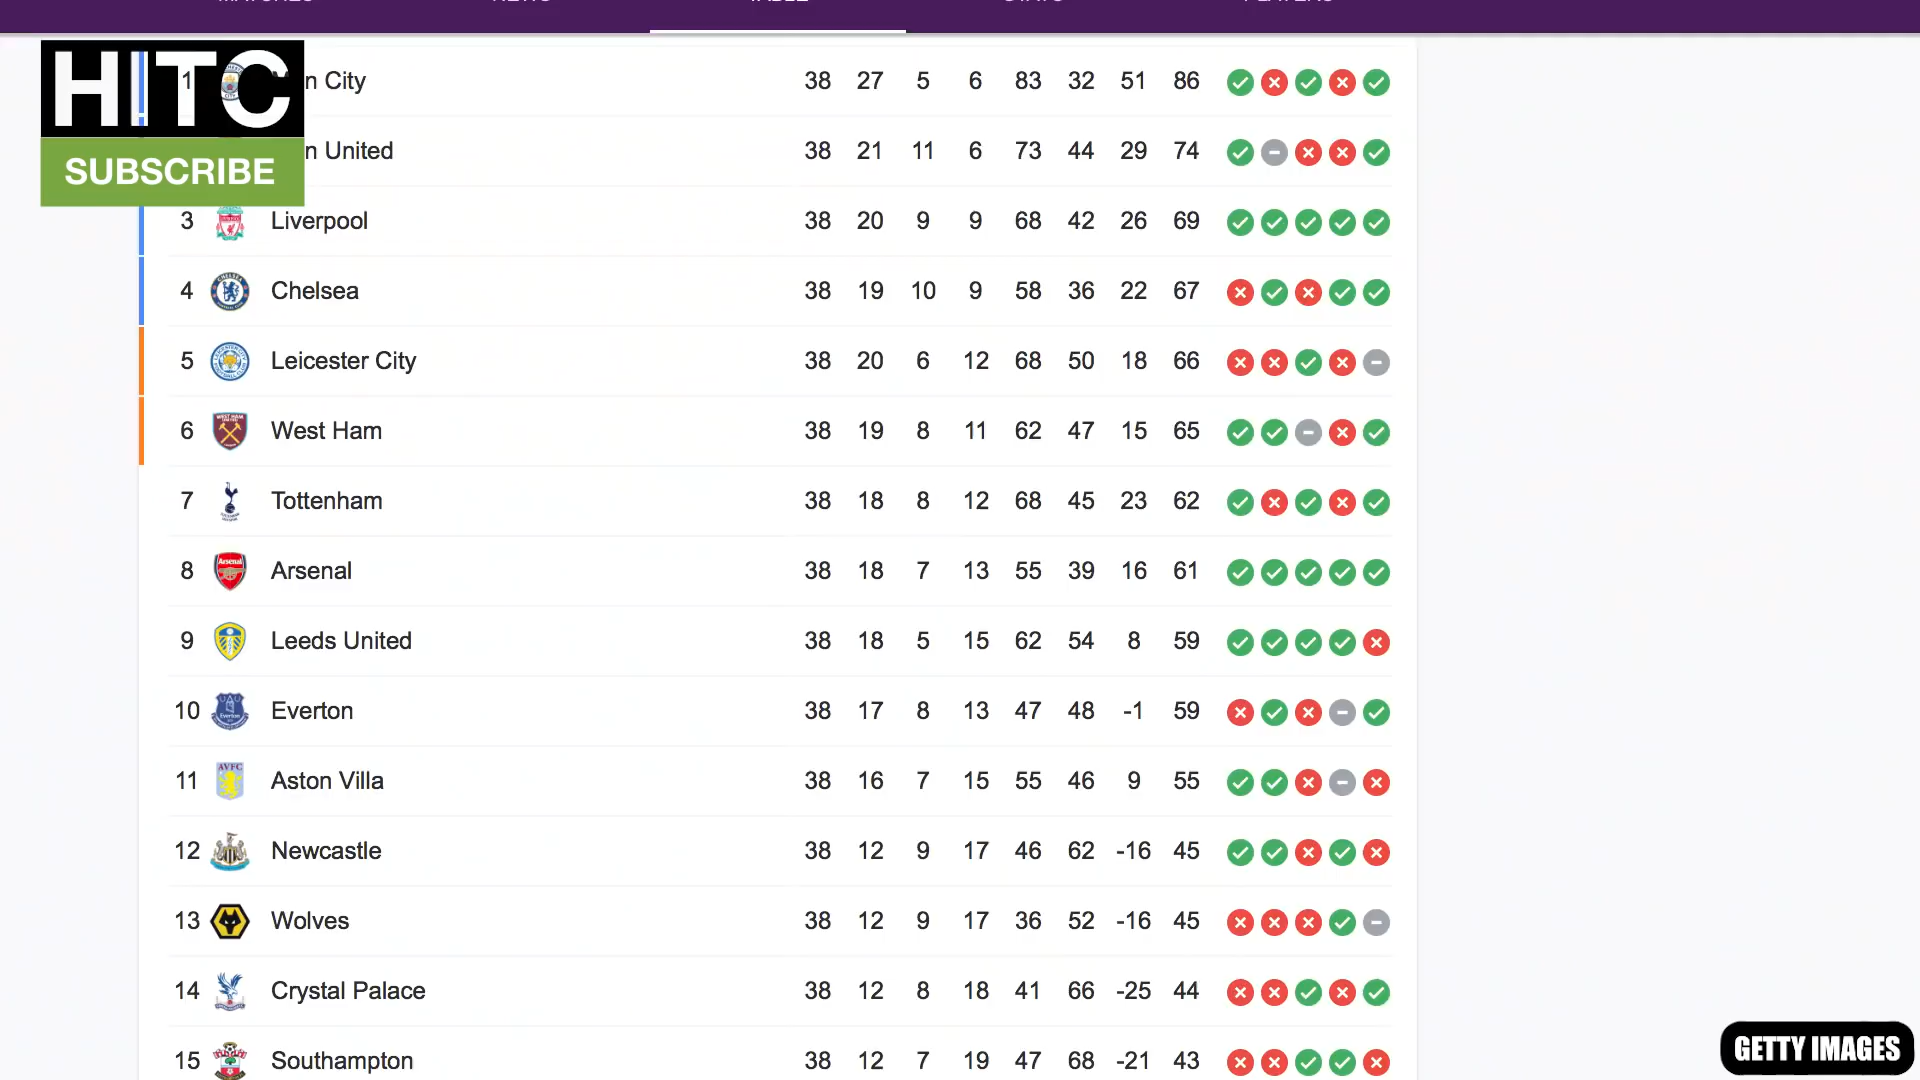 MATCHES NEWS TABLE STATS PLAYERS
H!TC
SUBSCRIBE
1 n City 38 27 5 6 83 32 51 86
n United 38 21 11 6 73 44 29 74
3 Liverpool 38 20 9 9 68 42 26 69
4 Chelsea 38 19 10 9 58 36 22 67
5 Leicester City 38 20 6 12 68 50 18 66
6 West Ham 38 19 8 11 62 47 15 65
7 Tottenham 38 18 8 12 68 45 23 62
8 Arsenal 38 18 7 13 55 39 16 61
9 Leeds United 38 18 5 15 62 54 8 59
10 Everton 38 17 8 13 47 48 -1 59
11 Aston Villa 38 16 7 15 55 46 9 55
12 Newcastle 38 12 9 17 46 62 -16 45
13 Wolves 38 12 9 17 36 52 -16 45
14 Crystal Palace 38 12 8 18 41 66 -25 44
15 Southampton 38 12 7 19 47 68 -21 43
GETTY IMAGES